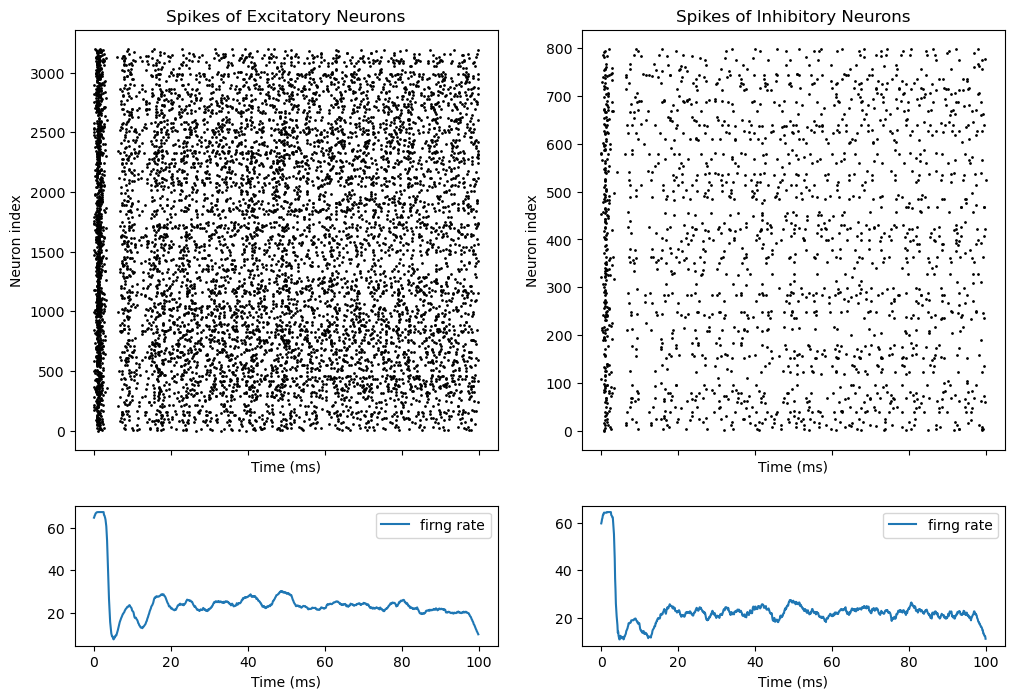 Spikes of Excitatory Neurons
Neuron index
3000
2500
2000
1500
1000
500
0
Time (ms)
Spikes of Inhibitory Neurons
Neuron index
800
700
600
500
400
300
200
100
0
Time (ms)
firng rate
60
40
20
0 20 40 60 80 100
Time (ms)
firng rate
60
40
20
0 20 40 60 80 100
Time (ms)